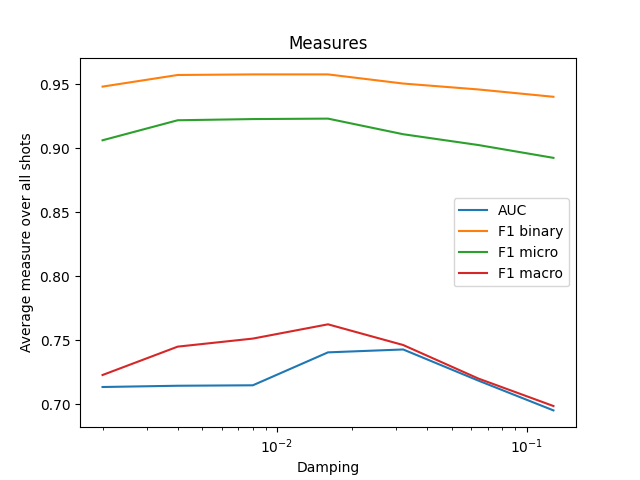 Measures
Average measure over all shots
0.95
0.90
0.85
0.80
0.75
0.70
AUC
F1 binary
F1 micro
F1 macro
10⁻²
10⁻¹
Damping